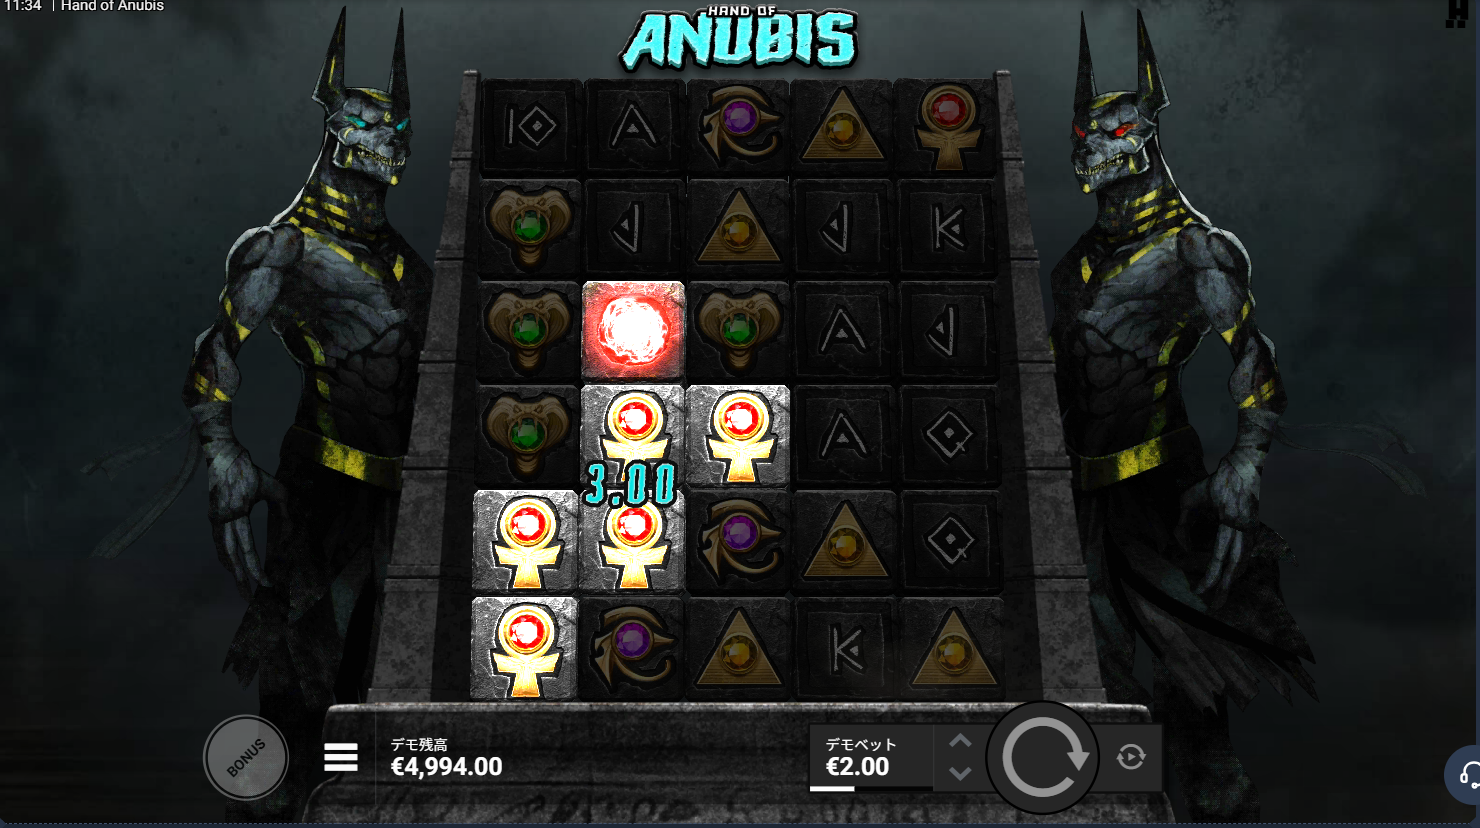 11:34 | Hand of Anubis
HAND OF
ANUBIS
10 A
J J K
A J
A Q
3.00
Q
K
BONUS
デモ残高
€4,994.00
デモベット
€2.00